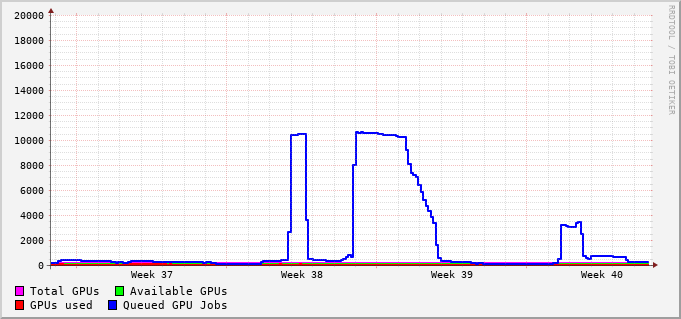 20000
18000
16000
14000
12000
10000
8000
6000
4000
2000
0
Week 37 Week 38 Week 39 Week 40
Total GPUs Available GPUs
GPUs used Queued GPU Jobs
RRDTOOL / TOBI OETIKER